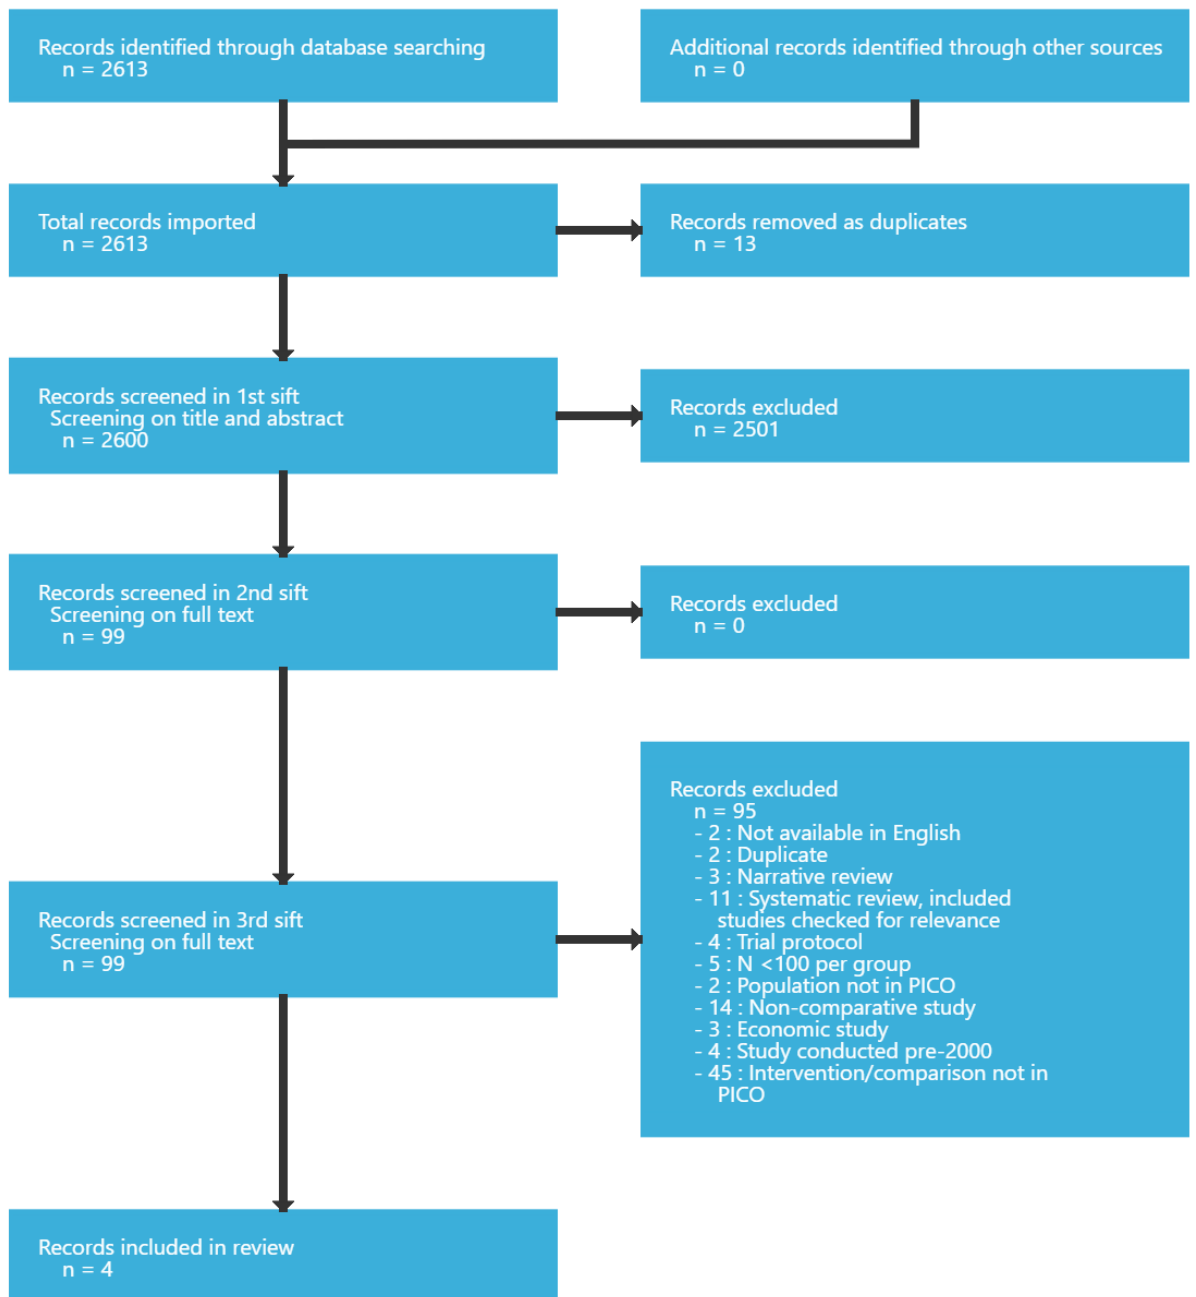 Records identified through database searching
n = 2613
Additional records identified through other sources
n = 0
Total records imported
n = 2613
Records removed as duplicates
n = 13
Records screened in 1st sift
Screening on title and abstract
n = 2600
Records excluded
n = 2501
Records screened in 2nd sift
Screening on full text
n = 99
Records excluded
n = 0
Records screened in 3rd sift
Screening on full text
n = 99
Records excluded
n = 95
- 2 : Not available in English
- 2 : Duplicate
- 3 : Narrative review
- 11 : Systematic review, included
studies checked for relevance
- 4 : Trial protocol
- 5 : N <100 per group
- 2 : Population not in PICO
- 14 : Non-comparative study
- 3 : Economic study
- 4 : Study conducted pre-2000
- 45 : Intervention/comparison not in
PICO
Records included in review
n = 4